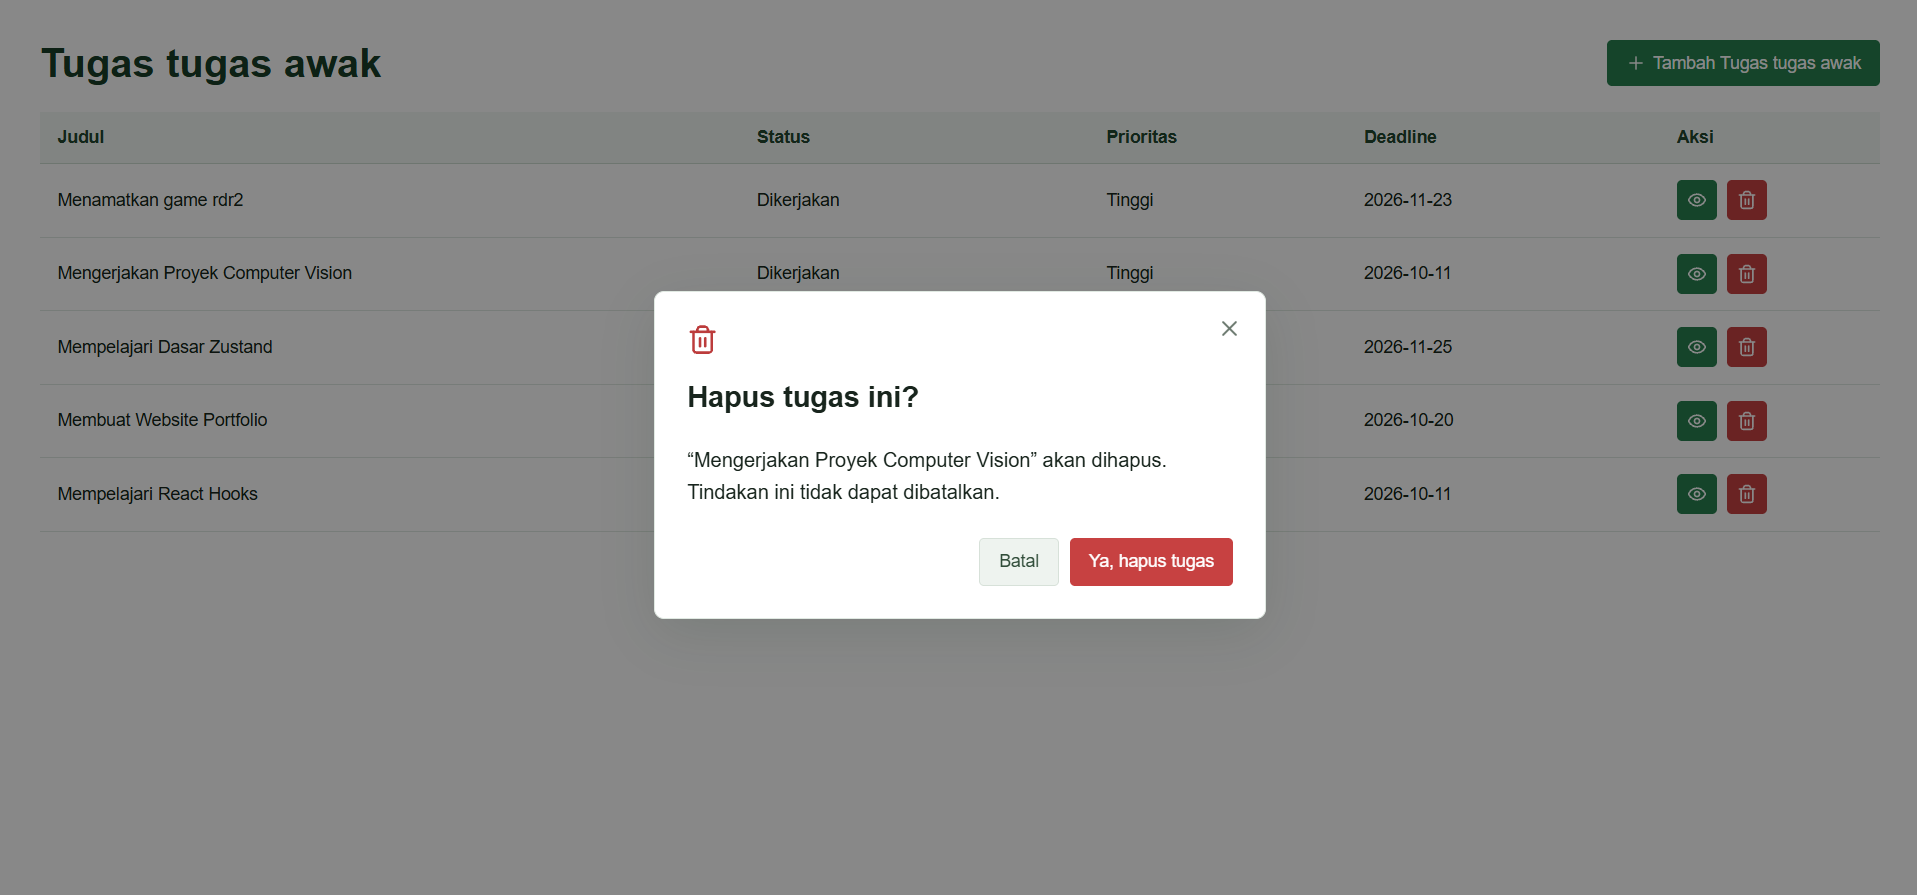 Tugas tugas awak
+ Tambah Tugas tugas awak
Judul Status Prioritas Deadline Aksi
Menamatkan game rdr2 Dikerjakan Tinggi 2026-11-23
Mengerjakan Proyek Computer Vision Dikerjakan Tinggi 2026-10-11
Mempelajari Dasar Zustand 2026-11-25
Membuat Website Portfolio 2026-10-20
Mempelajari React Hooks 2026-10-11
Hapus tugas ini?
“Mengerjakan Proyek Computer Vision” akan dihapus.
Tindakan ini tidak dapat dibatalkan.
Batal Ya, hapus tugas